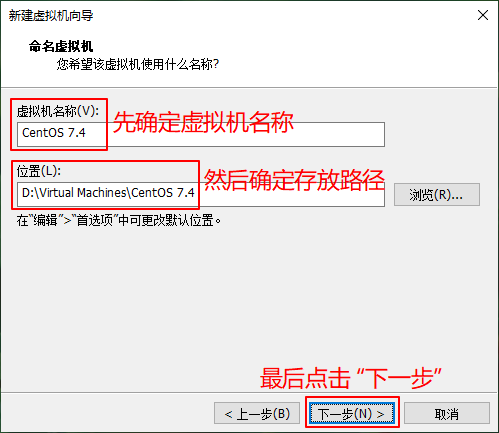 新建虚拟机向导
命名虚拟机
您希望该虚拟机使用什么名称?
虚拟机名称(V):
CentOS 7.4
先确定虚拟机名称
位置(L):
D:\Virtual Machines\CentOS 7.4
然后确定存放路径
浏览(R)...
在“编辑”>“首选项”中可更改默认位置。
最后点击 “下一步”
< 上一步(B)
下一步(N) >
取消